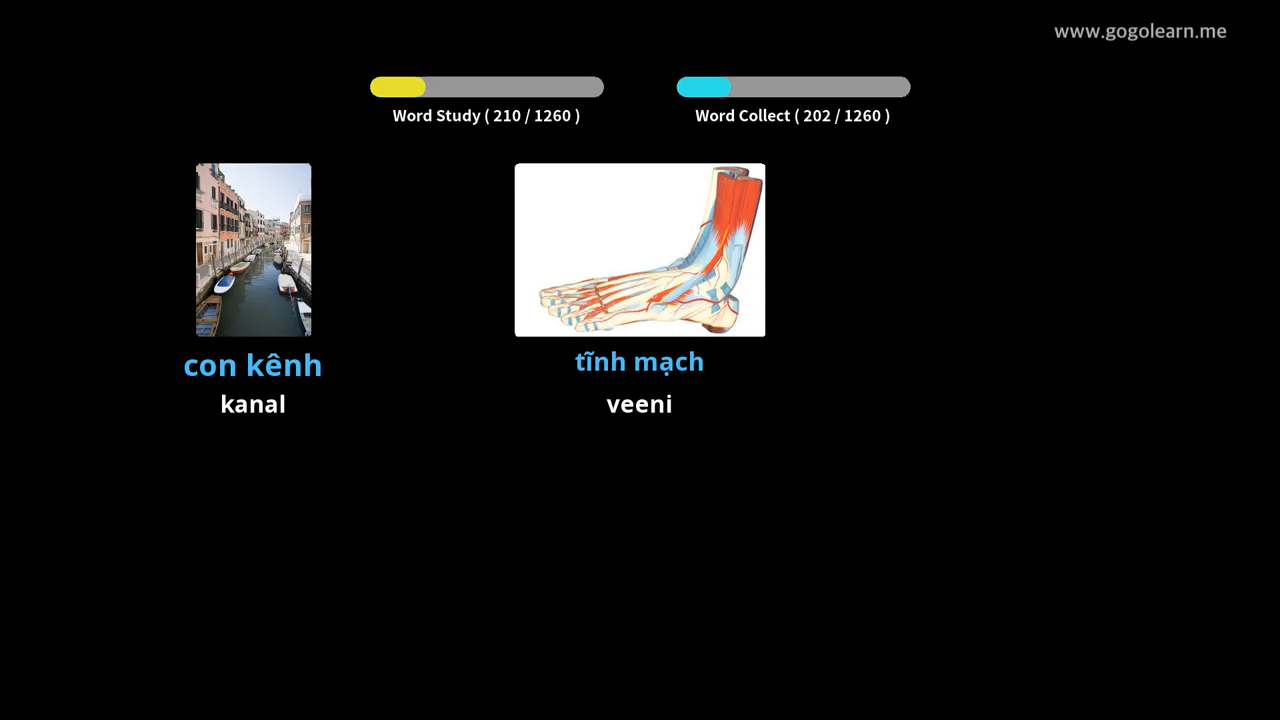 www.gogolearn.me
Word Study ( 210 / 1260 )
Word Collect ( 202 / 1260 )
con kênh
kanal
tĩnh mạch
veeni